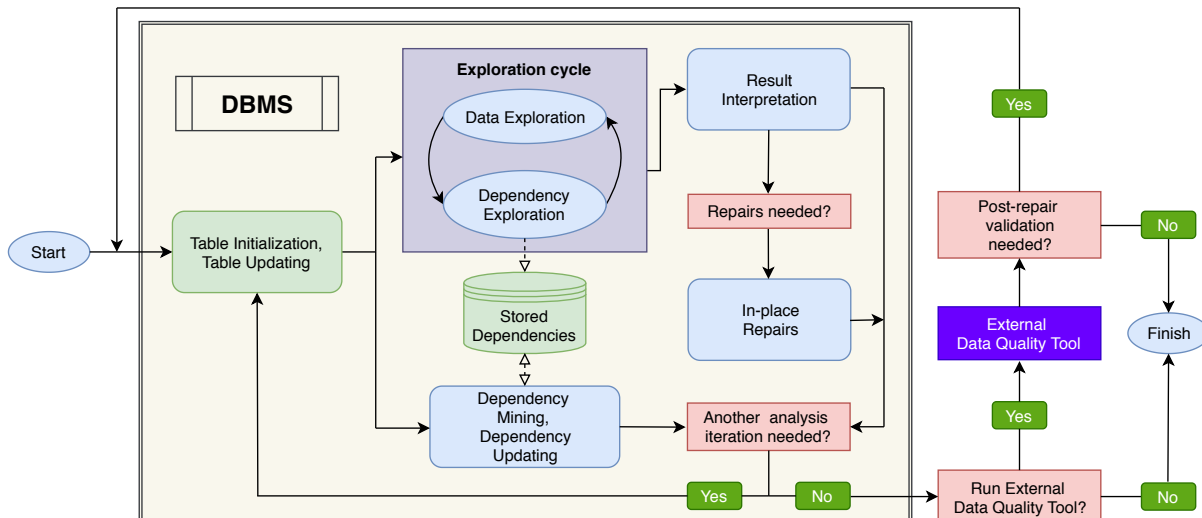 Yes
DBMS
Exploration cycle
Data Exploration
Dependency
Exploration
Result
Interpretation
Repairs needed?
In-place
Repairs
Start
Table Initialization,
Table Updating
Stored
Dependencies
Dependency
Mining,
Dependency
Updating
Another analysis
iteration needed?
Yes
No
Post-repair
validation
needed?
No
External
Data Quality Tool
Finish
Yes
Run External
Data Quality Tool?
No